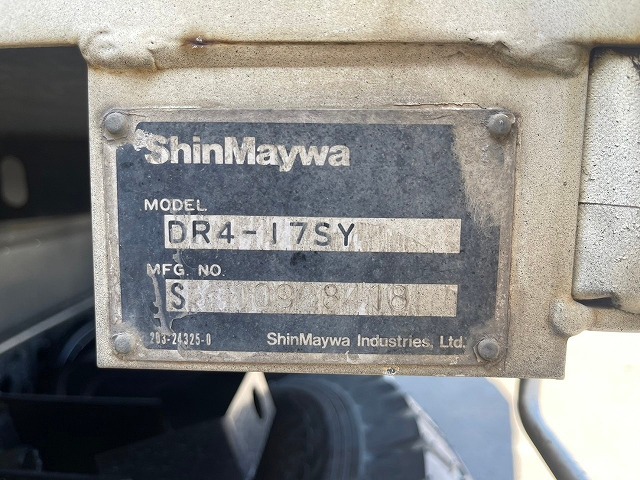 ShinMaywa
MODEL
DR4-17SY
MFG. NO.
S
203-24325-0
ShinMaywa Industries, Ltd.